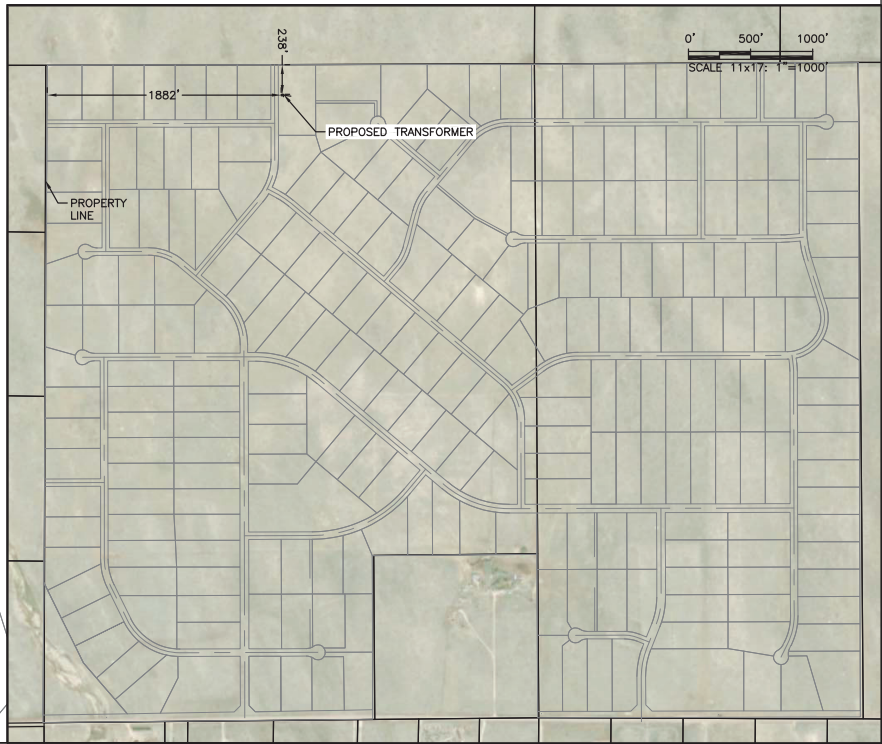 238'
0' 500' 1000'
SCALE 11x17: 1"=1000'
1882'
PROPOSED TRANSFORMER
PROPERTY
LINE